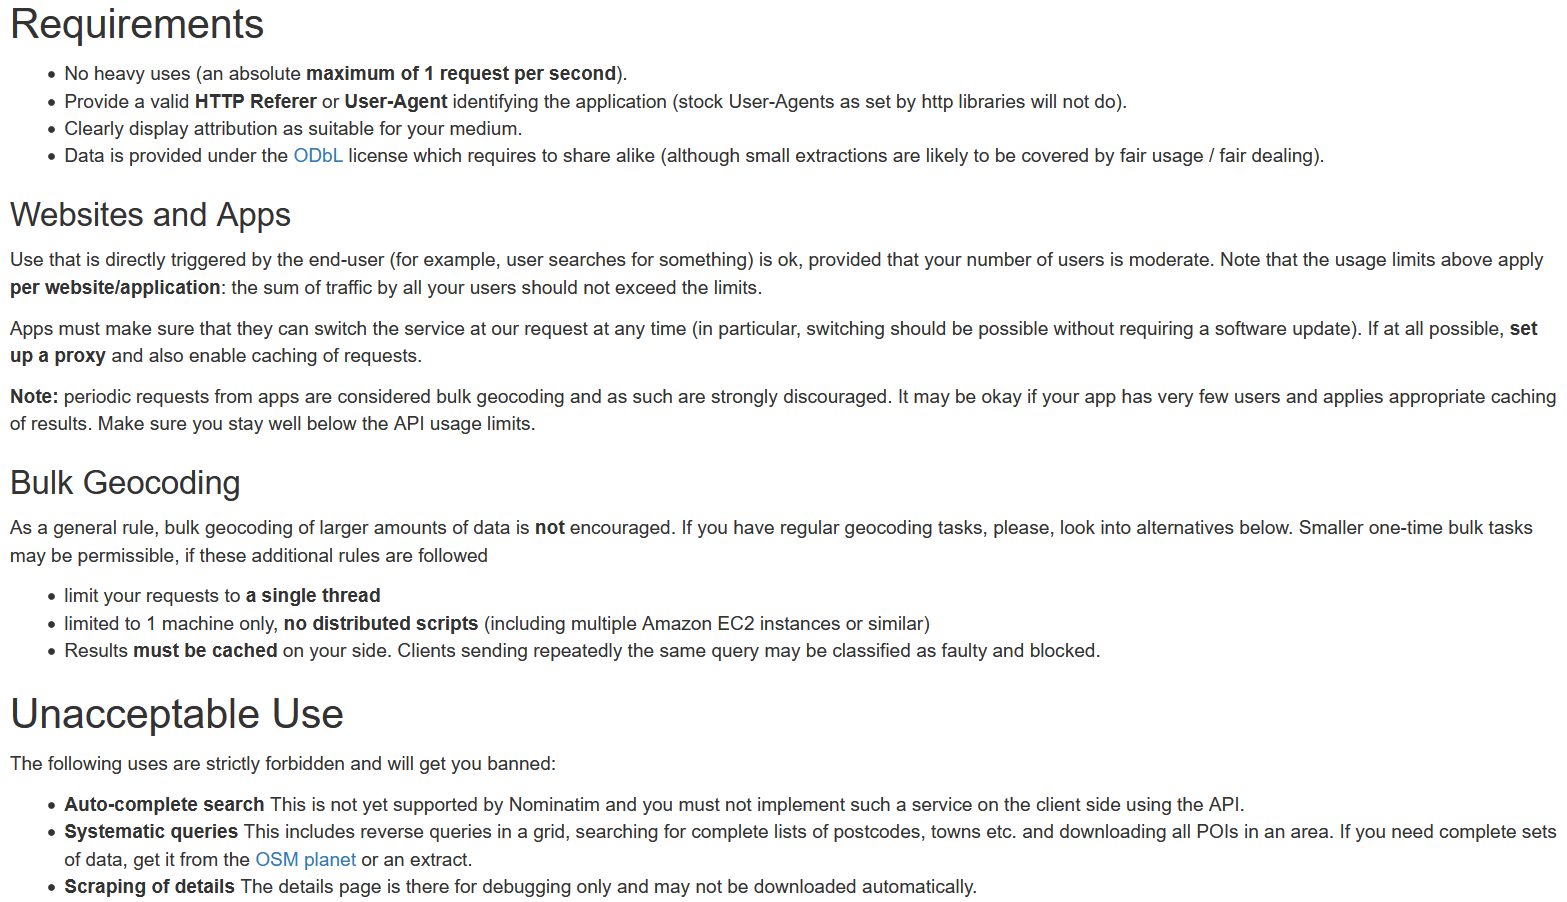 Requirements
• No heavy uses (an absolute maximum of 1 request per second).
• Provide a valid HTTP Referer or User-Agent identifying the application (stock User-Agents as set by http libraries will not do).
• Clearly display attribution as suitable for your medium.
• Data is provided under the ODbL license which requires to share alike (although small extractions are likely to be covered by fair usage / fair dealing).
Websites and Apps
Use that is directly triggered by the end-user (for example, user searches for something) is ok, provided that your number of users is moderate. Note that the usage limits above apply
per website/application: the sum of traffic by all your users should not exceed the limits.
Apps must make sure that they can switch the service at our request at any time (in particular, switching should be possible without requiring a software update). If at all possible, set
up a proxy and also enable caching of requests.
Note: periodic requests from apps are considered bulk geocoding and as such are strongly discouraged. It may be okay if your app has very few users and applies appropriate caching
of results. Make sure you stay well below the API usage limits.
Bulk Geocoding
As a general rule, bulk geocoding of larger amounts of data is not encouraged. If you have regular geocoding tasks, please, look into alternatives below. Smaller one-time bulk tasks
may be permissible, if these additional rules are followed
• limit your requests to a single thread
• limited to 1 machine only, no distributed scripts (including multiple Amazon EC2 instances or similar)
• Results must be cached on your side. Clients sending repeatedly the same query may be classified as faulty and blocked.
Unacceptable Use
The following uses are strictly forbidden and will get you banned:
• Auto-complete search This is not yet supported by Nominatim and you must not implement such a service on the client side using the API.
• Systematic queries This includes reverse queries in a grid, searching for complete lists of postcodes, towns etc. and downloading all POIs in an area. If you need complete sets
of data, get it from the OSM planet or an extract.
• Scraping of details The details page is there for debugging only and may not be downloaded automatically.